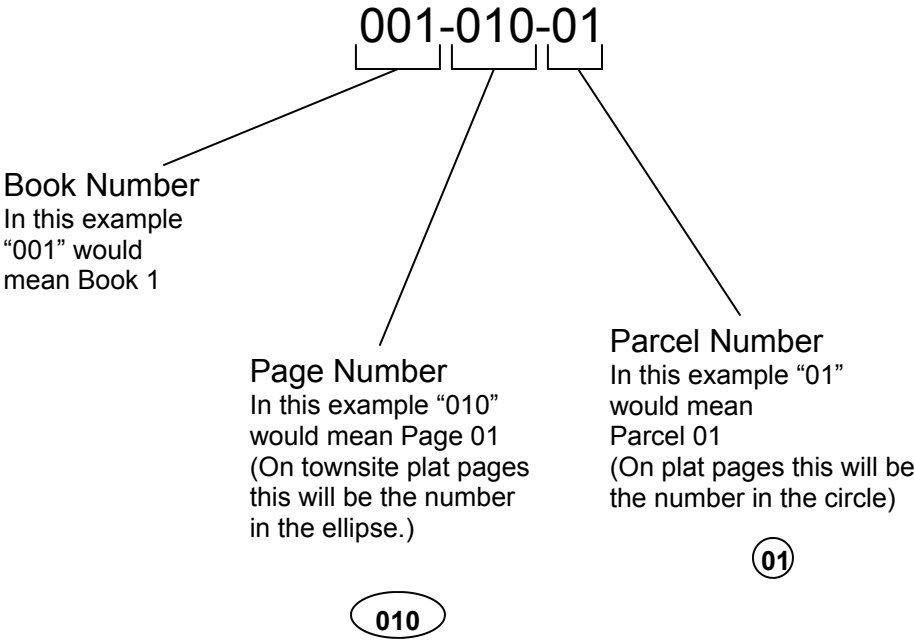 001-010-01
Book Number
In this example
“001” would
mean Book 1
Page Number
In this example “010”
would mean Page 01
(On townsite plat pages
this will be the number
in the ellipse.)
010
Parcel Number
In this example “01”
would mean
Parcel 01
(On plat pages this will be
the number in the circle)
01